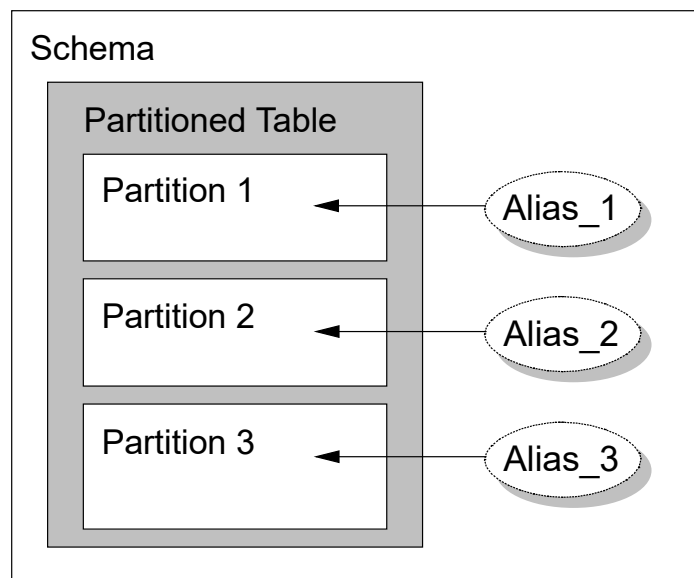 Schema
Partitioned Table
Partition 1
Alias_1
Partition 2
Alias_2
Partition 3
Alias_3